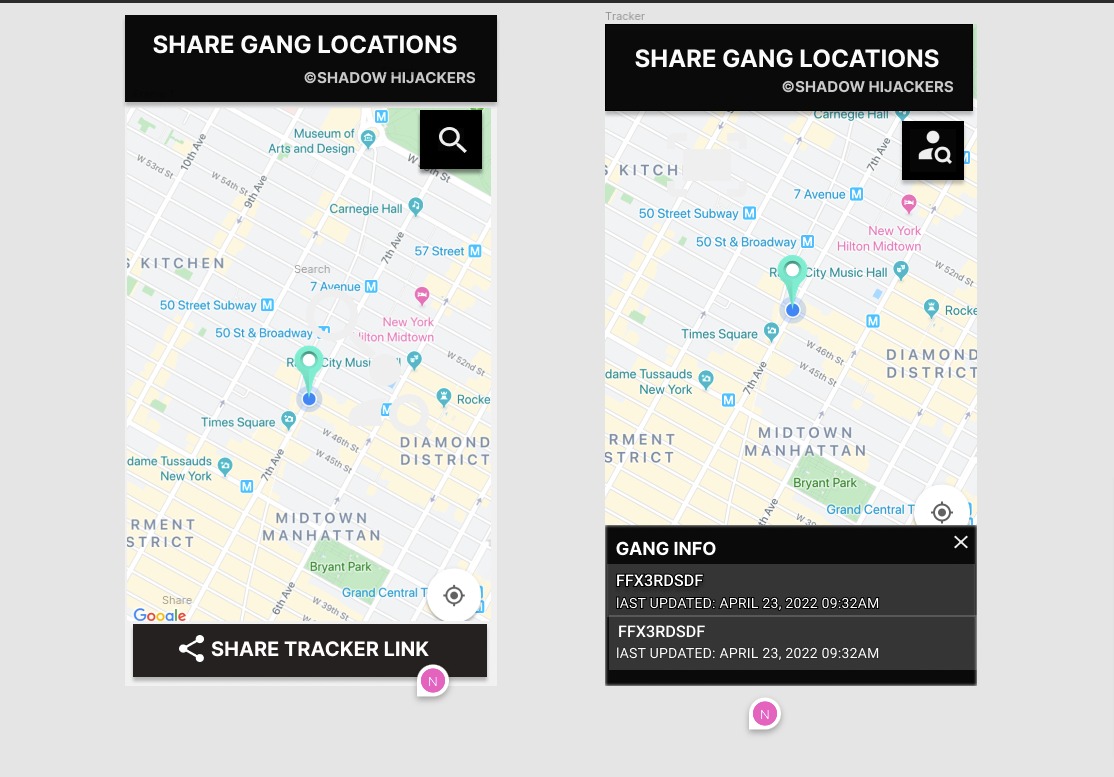 SHARE GANG LOCATIONS
©SHADOW HIJACKERS
Museum of
Arts and Design
10th Ave
W 53rd St
W 54th St
9th Ave
Carnegie Hall
7th Ave
57 Street
S KITCHEN
Search
7 Avenue
50 Street Subway
50 St & Broadway
New York
Hilton Midtown
W 52nd St
Rocke
Times Square
W 46th St
W 45th St
DIAMOND
DISTRICT
dame Tussauds
New York
7th Ave
RMENT
STRICT
MIDTOWN
MANHATTAN
Bryant Park
Grand Central T
6th Ave
W 39th St
Share
Google
SHARE TRACKER LINK
N
Tracker
SHARE GANG LOCATIONS
©SHADOW HIJACKERS
Carnegie Hall
7th Ave
S KITCH
7 Avenue
50 Street Subway
New York
Hilton Midtown
50 St & Broadway
City Music Hall
W 52nd St
Rocke
Times Square
W 46th St
W 45th St
DIAMOND
DISTRICT
dame Tussauds
New York
7th Ave
RMENT
STRICT
MIDTOWN
MANHATTAN
Bryant Park
Grand Central T
GANG INFO
FFX3RDSDF
lAST UPDATED: APRIL 23, 2022 09:32AM
FFX3RDSDF
lAST UPDATED: APRIL 23, 2022 09:32AM
N